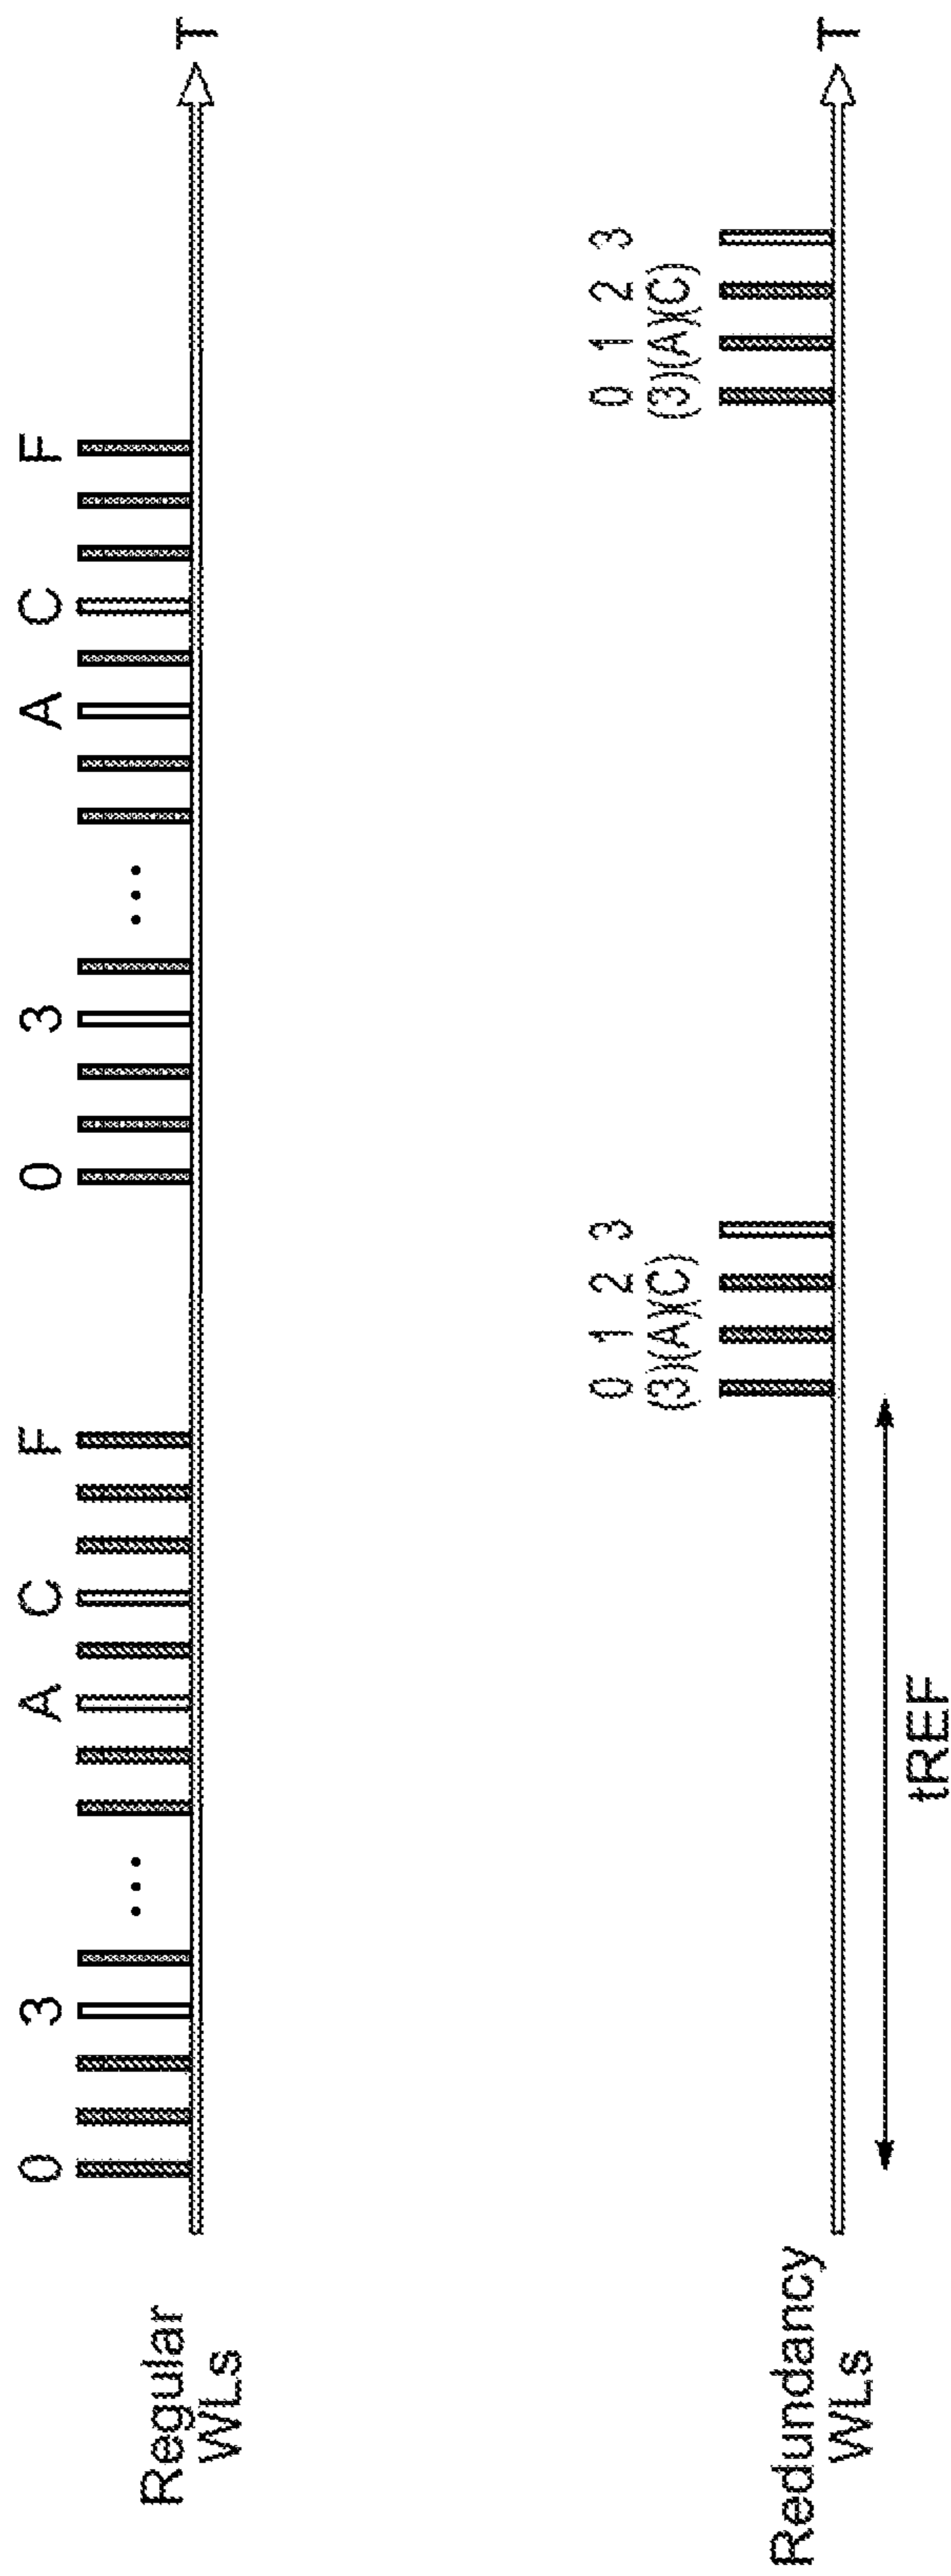 0 3 ... A C F 0 3 ... A C F
Regular
WLs
T
0 1 2 3 0 1 2 3
(3)(A)(C) (3)(A)(C)
Redundancy
WLs
T
tREF